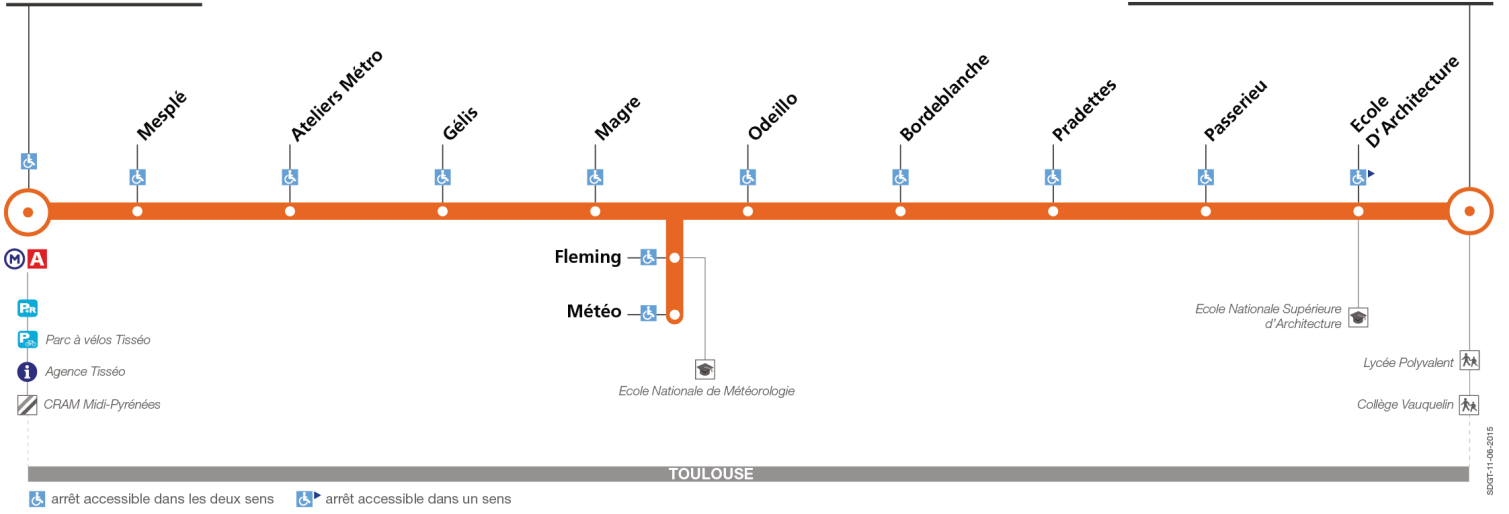 Mesplé
Ateliers Métro
Gélis
Magre
Odeillo
Bordeblanche
Pradettes
Passerieu
Ecole
D'Architecture
M A
Fleming
Météo
P+R
P
Parc à vélos Tisséo
i
Agence Tisséo
CRAM Midi-Pyrénées
Ecole Nationale de Météorologie
Ecole Nationale Supérieure
d'Architecture
Lycée Polyvalent
Collège Vauquelin
TOULOUSE
arrêt accessible dans les deux sens
arrêt accessible dans un sens
SDGT-11-06-2015